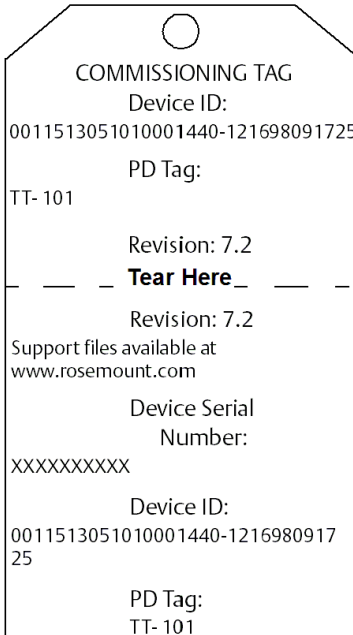 COMMISSIONING TAG
Device ID:
0011513051010001440-121698091725
PD Tag:
TT- 101
Revision: 7.2
Tear Here
Revision: 7.2
Support files available at
www.rosemount.com
Device Serial
Number:
XXXXXXXXXX
Device ID:
0011513051010001440-1216980917
25
PD Tag:
TT- 101